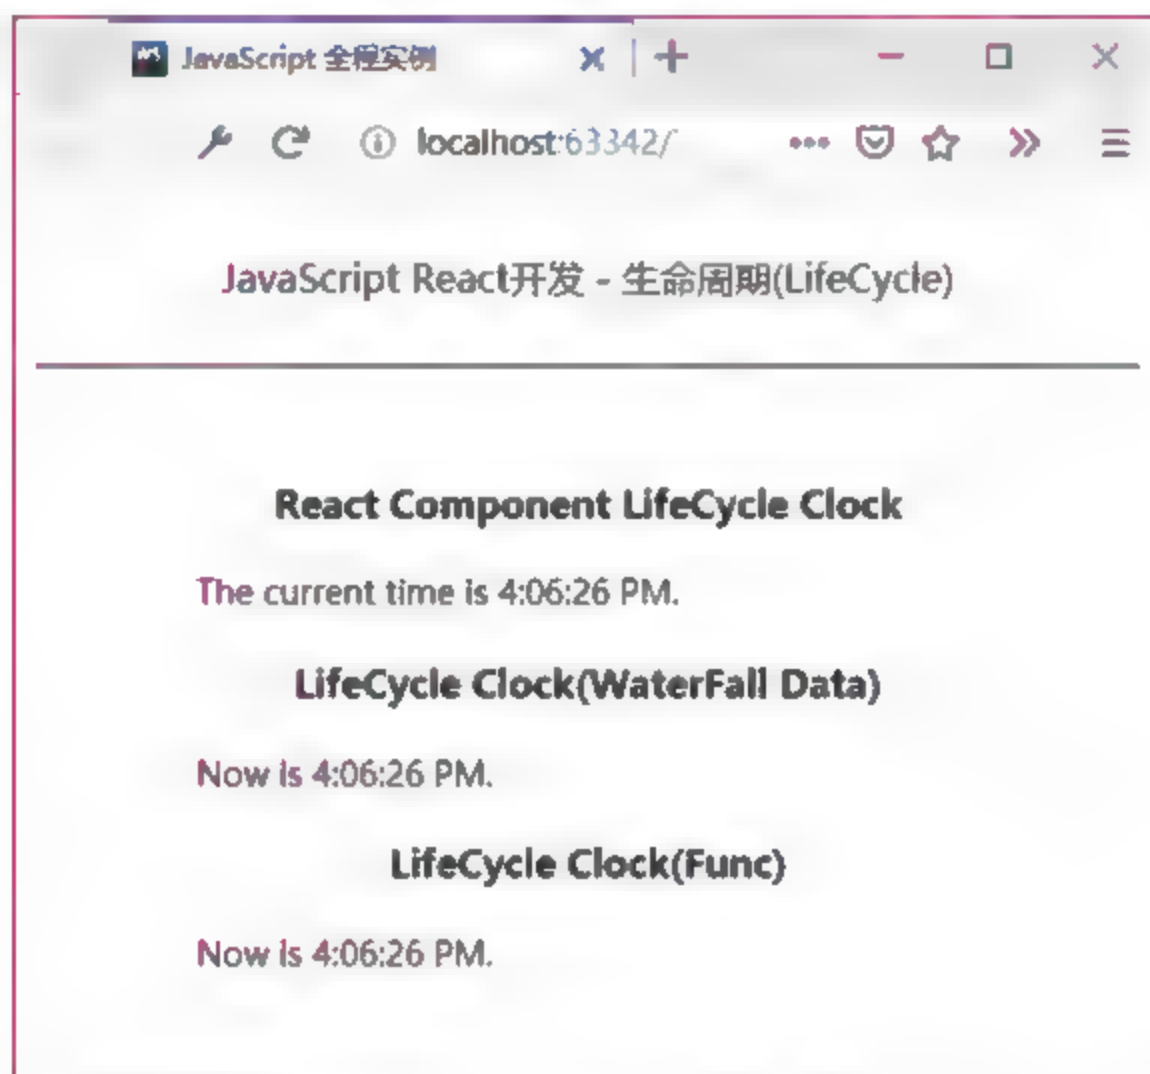 JavaScript 全程实例
localhost:63342/
JavaScript React开发 - 生命周期(LifeCycle)
React Component LifeCycle Clock
The current time is 4:06:26 PM.
LifeCycle Clock(WaterFall Data)
Now is 4:06:26 PM.
LifeCycle Clock(Func)
Now is 4:06:26 PM.